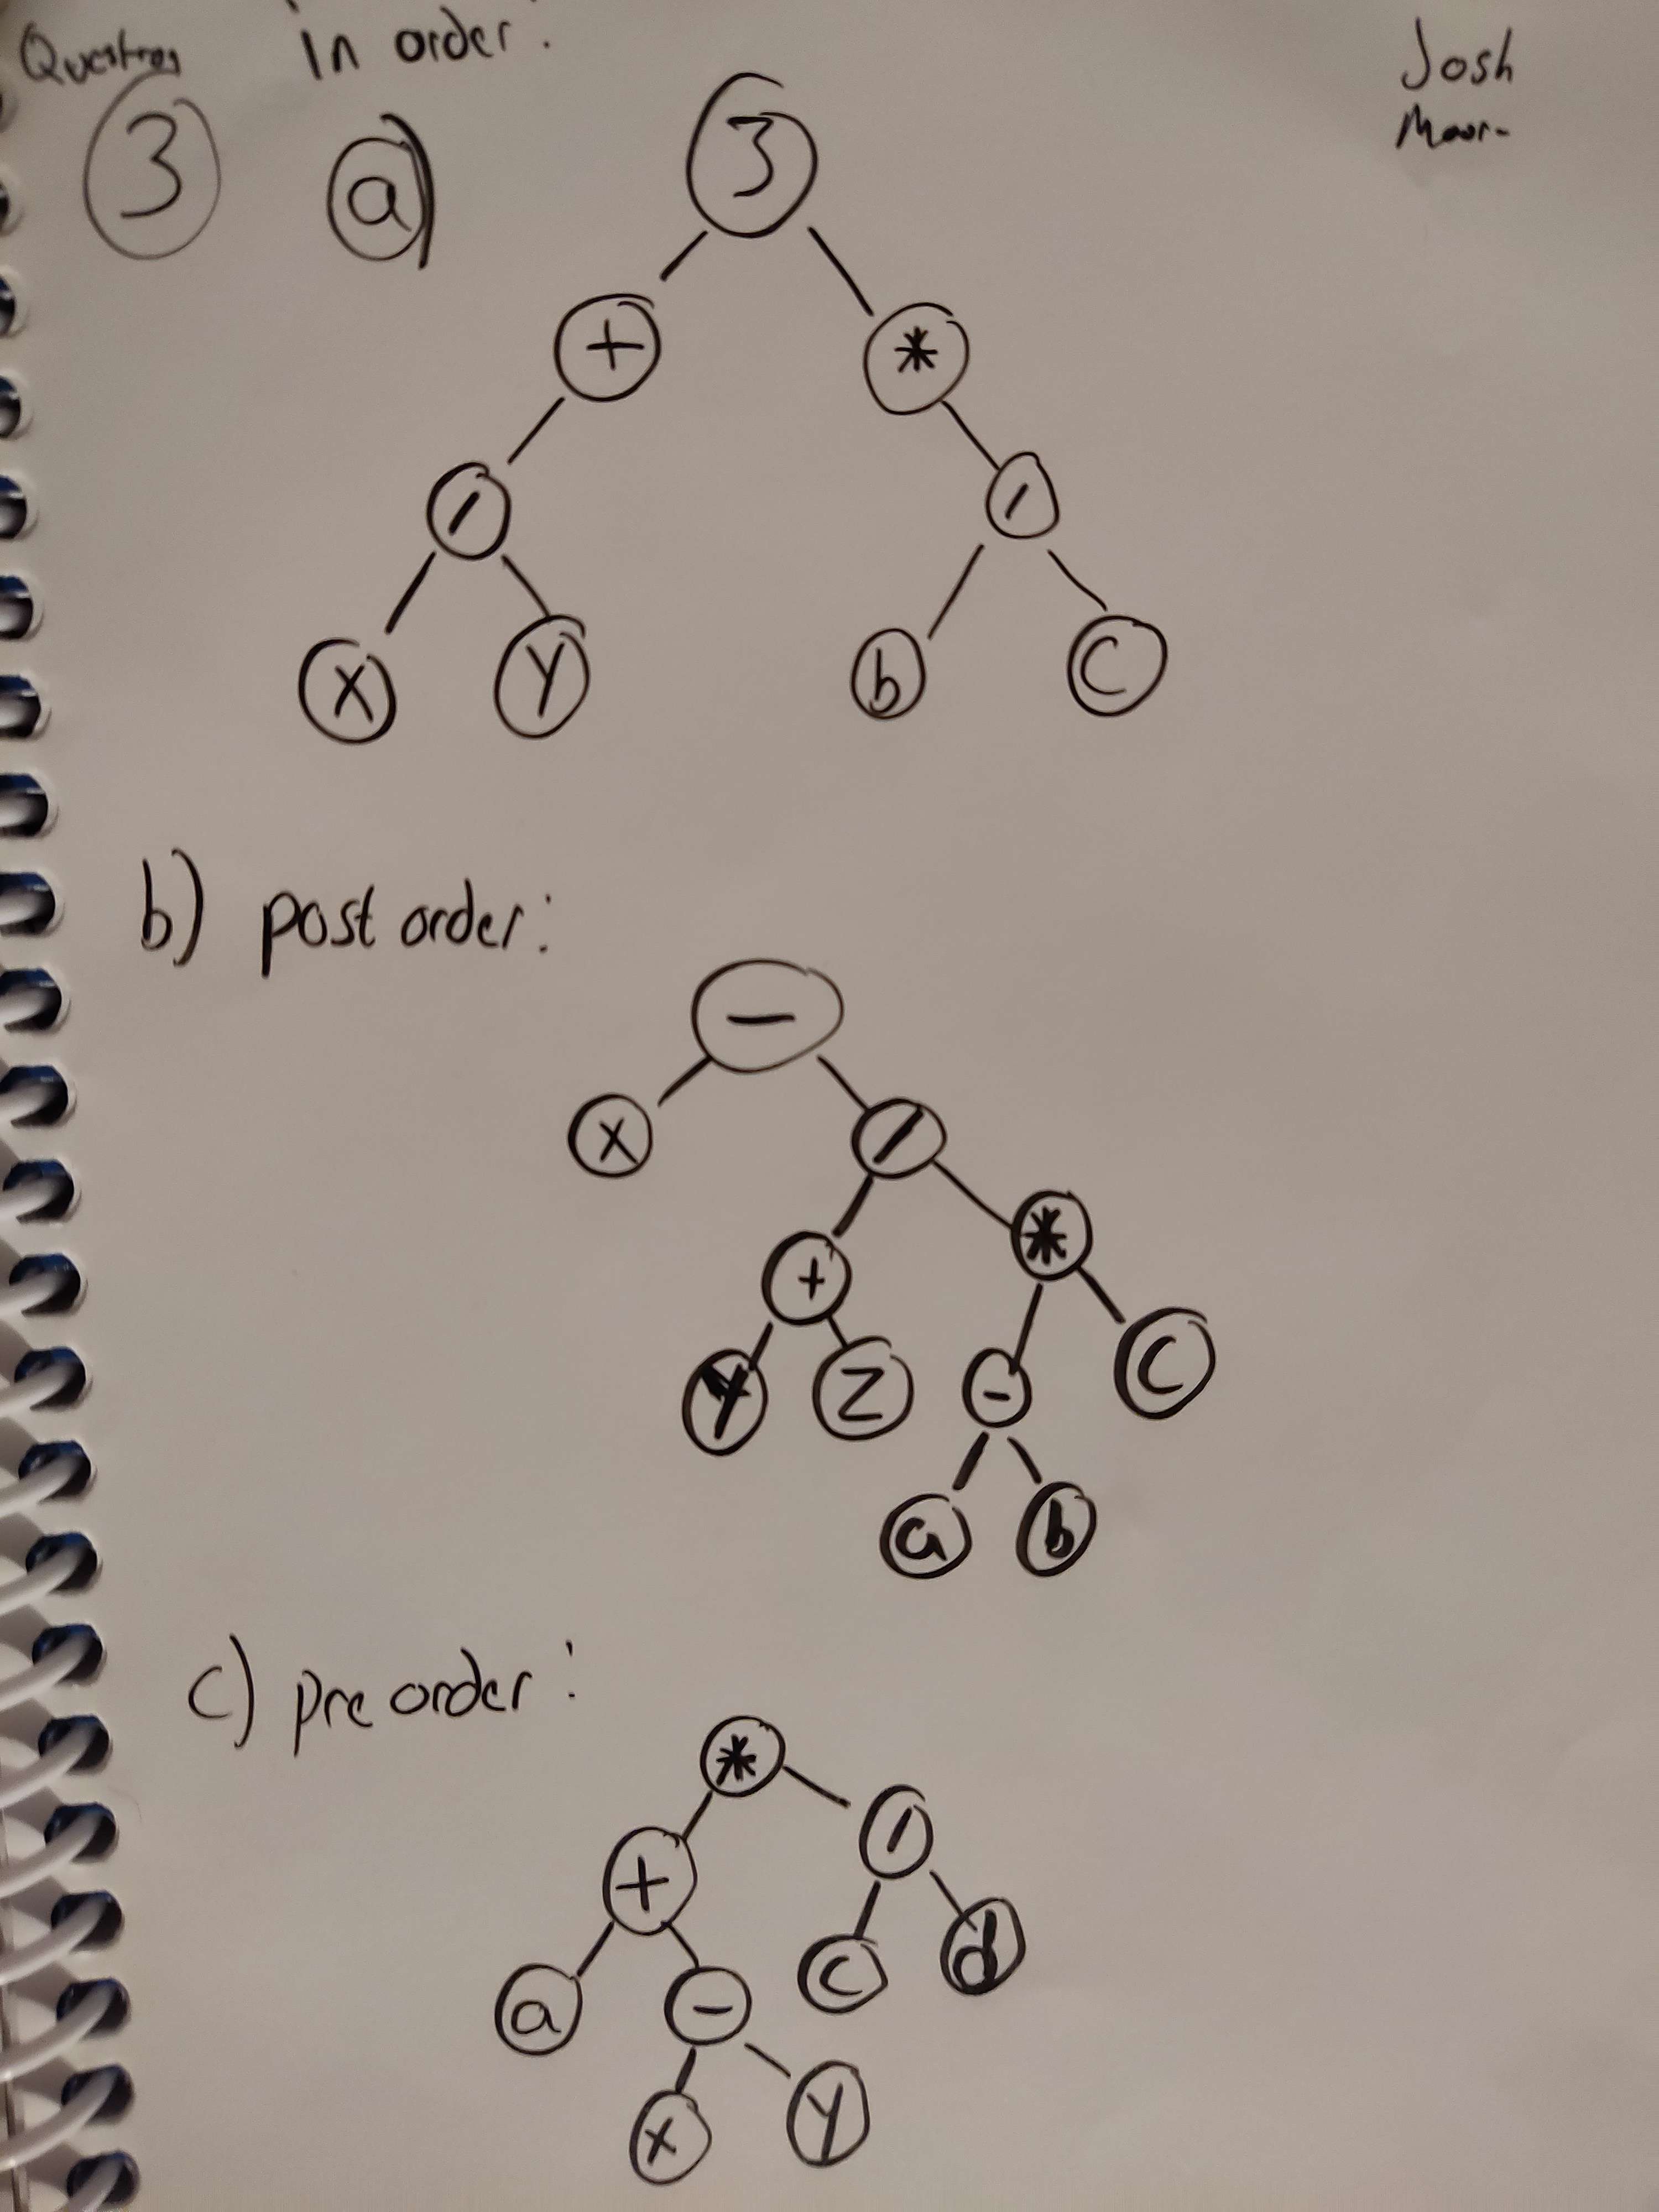 Question in order: Josh
3 a) 3 Moor-
+ *
/ /
X Y b C
b) post order:
-
X /
+ *
Y Z - C
a b
c) pre order:
*
+ /
a - C d
X Y